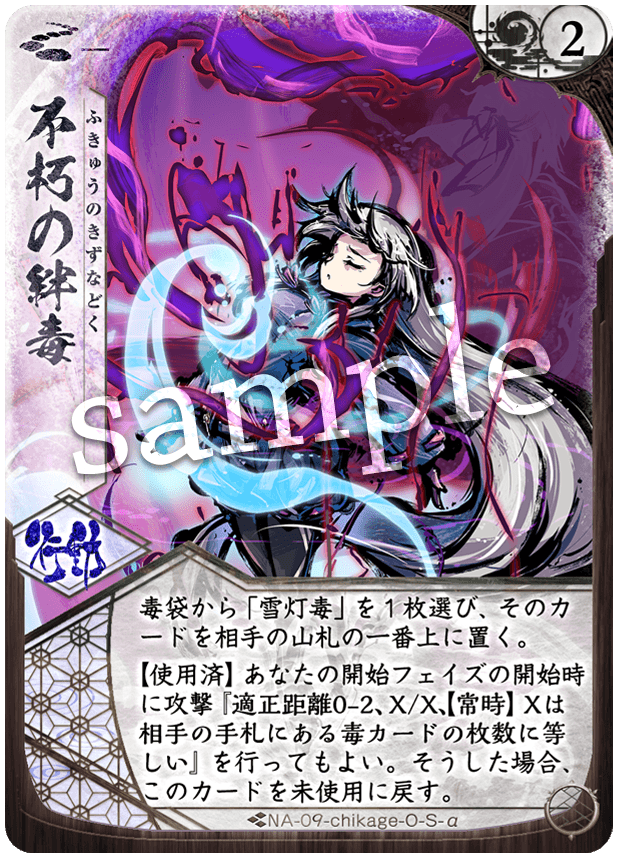 2
不朽の絆毒
ふきゅうのきずなどく
sample
行動
毒袋から「雪灯毒」を1枚選び、そのカ
ードを相手の山札の一番上に置く。
【使用済】あなたの開始フェイズの開始時
に攻撃『適正距離0-2、X/X、【常時】Xは
相手の手札にある毒カードの枚数に等
しい』を行ってもよい。そうした場合、
このカードを未使用に戻す。
NA-09-chikage-O-S-α